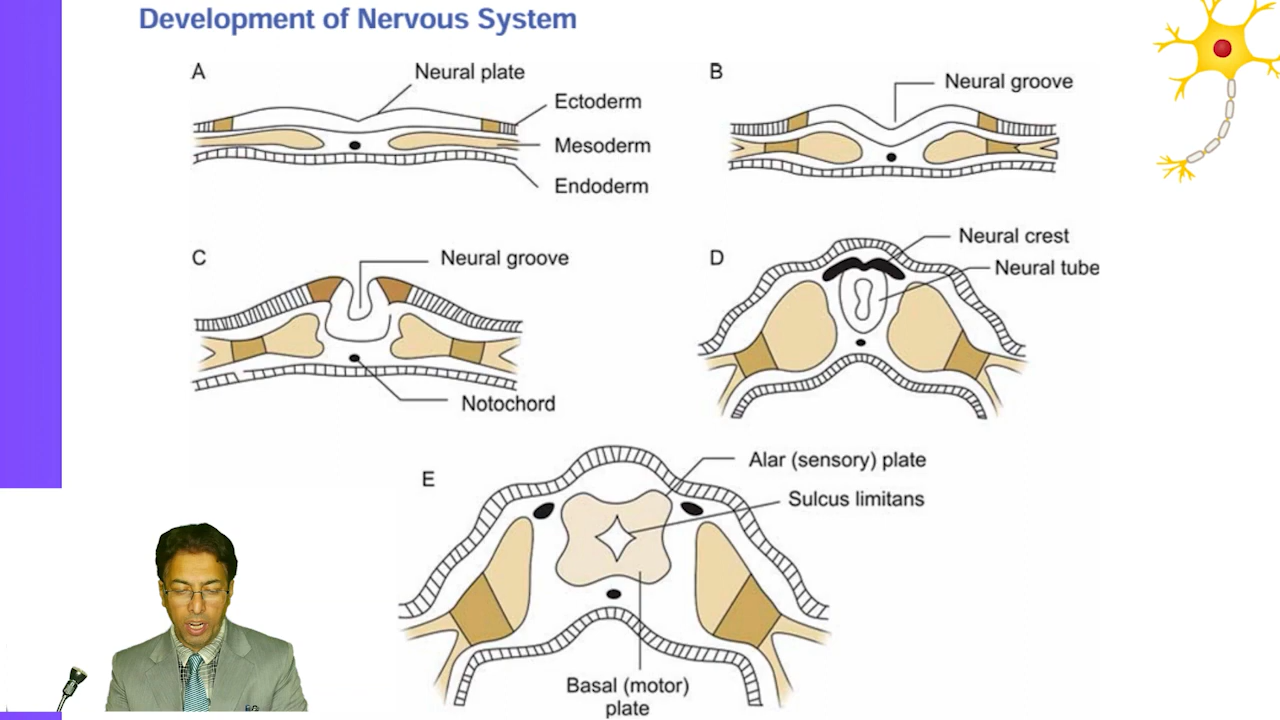 Development of Nervous System
A
Neural plate
Ectoderm
Mesoderm
Endoderm
B
Neural groove
C
Neural groove
Notochord
D
Neural crest
Neural tube
E
Alar (sensory) plate
Sulcus limitans
Basal (motor)
plate